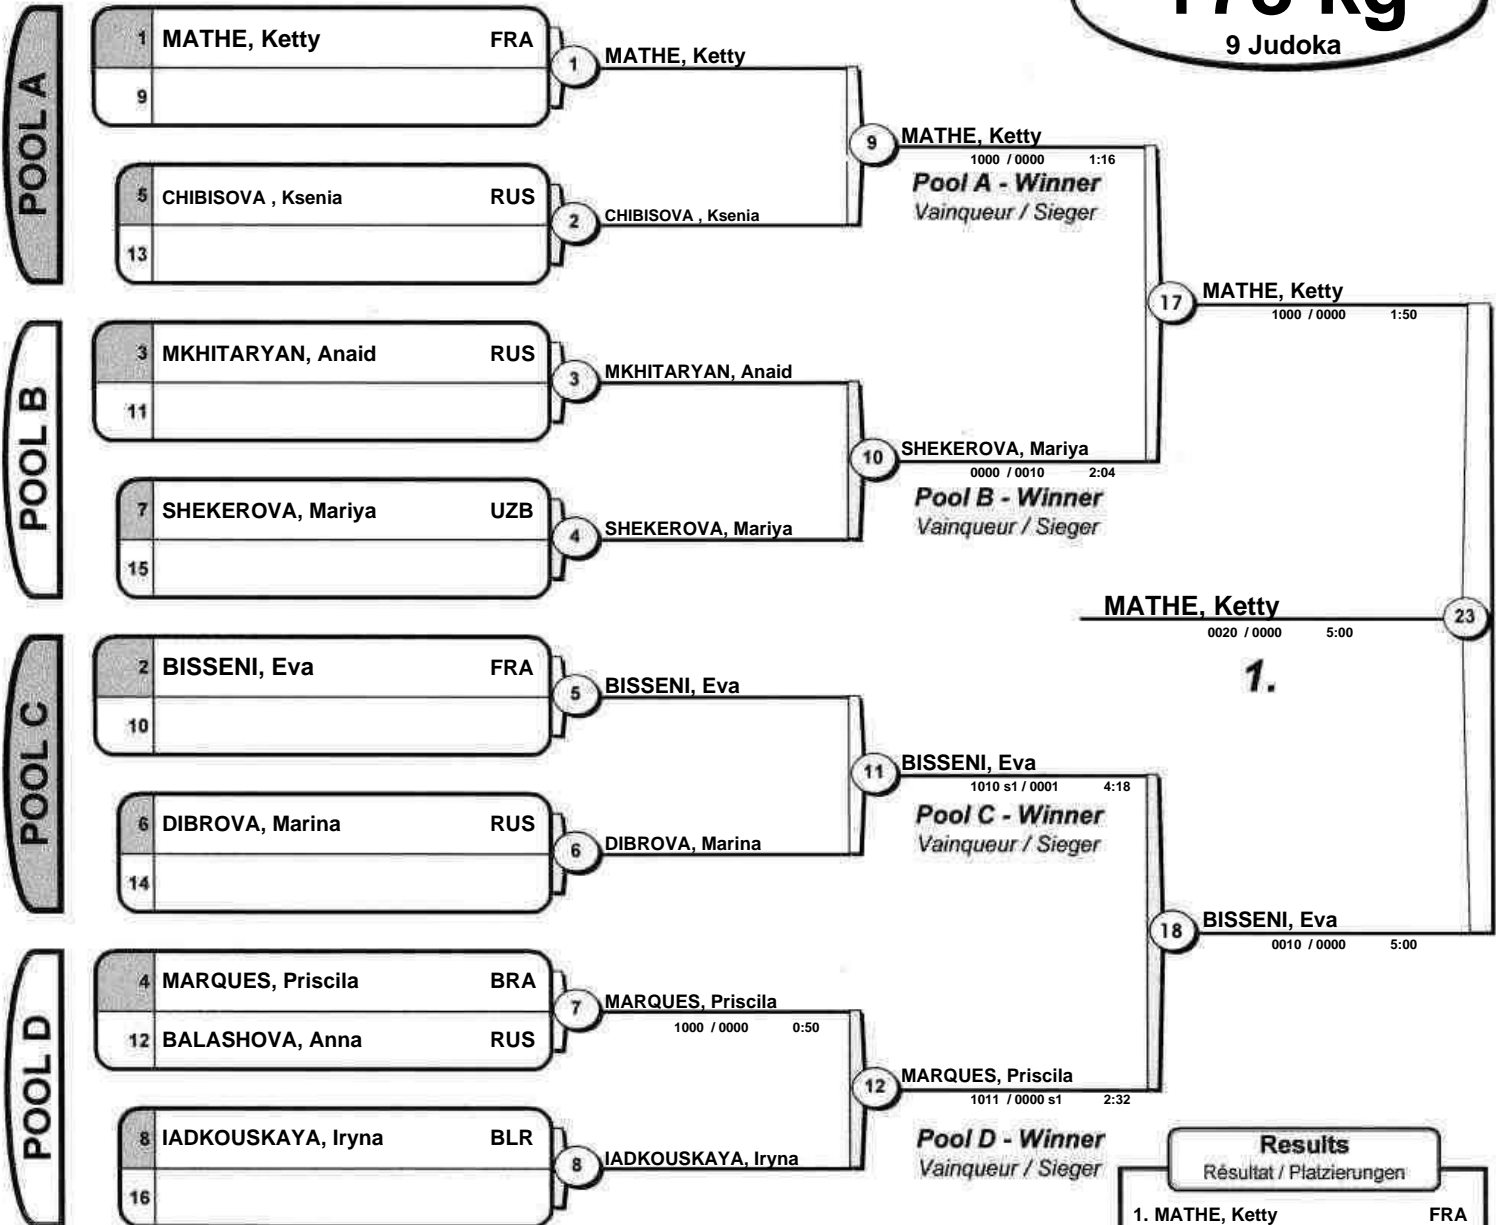 9 Judoka
POOL A
1 MATHE, Ketty FRA
9
1
MATHE, Ketty
5 CHIBISOVA , Ksenia RUS
13
2
CHIBISOVA , Ksenia
9
MATHE, Ketty
1000 / 0000 1:16
Pool A - Winner
Vainqueur / Sieger
POOL B
3 MKHITARYAN, Anaid RUS
11
3
MKHITARYAN, Anaid
7 SHEKEROVA, Mariya UZB
15
4
SHEKEROVA, Mariya
10
SHEKEROVA, Mariya
0000 / 0010 2:04
Pool B - Winner
Vainqueur / Sieger
17
MATHE, Ketty
1000 / 0000 1:50
MATHE, Ketty
0020 / 0000 5:00
23
1.
POOL C
2 BISSENI, Eva FRA
10
5
BISSENI, Eva
6 DIBROVA, Marina RUS
14
6
DIBROVA, Marina
11
BISSENI, Eva
1010 s1 / 0001 4:18
Pool C - Winner
Vainqueur / Sieger
POOL D
4 MARQUES, Priscila BRA
12 BALASHOVA, Anna RUS
7
MARQUES, Priscila
1000 / 0000 0:50
8 IADKOUSKAYA, Iryna BLR
16
8
IADKOUSKAYA, Iryna
12
MARQUES, Priscila
1011 / 0000 s1 2:32
Pool D - Winner
Vainqueur / Sieger
18
BISSENI, Eva
0010 / 0000 5:00
Results
Résultat / Platzierungen
1. MATHE, Ketty FRA